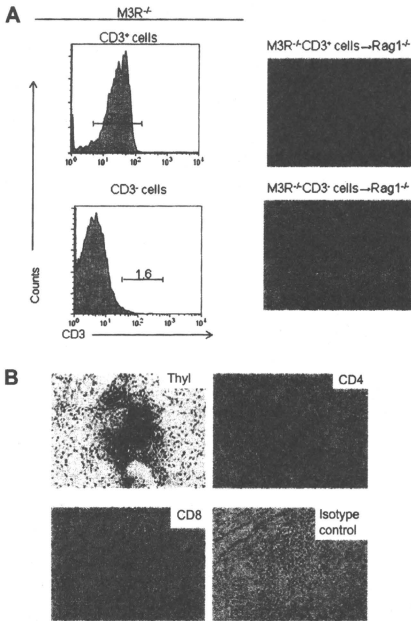 A
M3R-/-
CD3+ cells
M3R-/-CD3+ cells→Rag1-/-
10⁰ 10¹ 10² 10³ 10⁴
CD3- cells
M3R-/-CD3- cells→Rag1-/-
1.6
10⁰ 10¹ 10² 10³ 10⁴
Counts
CD3
B
Thyl
CD4
CD8
Isotype
control